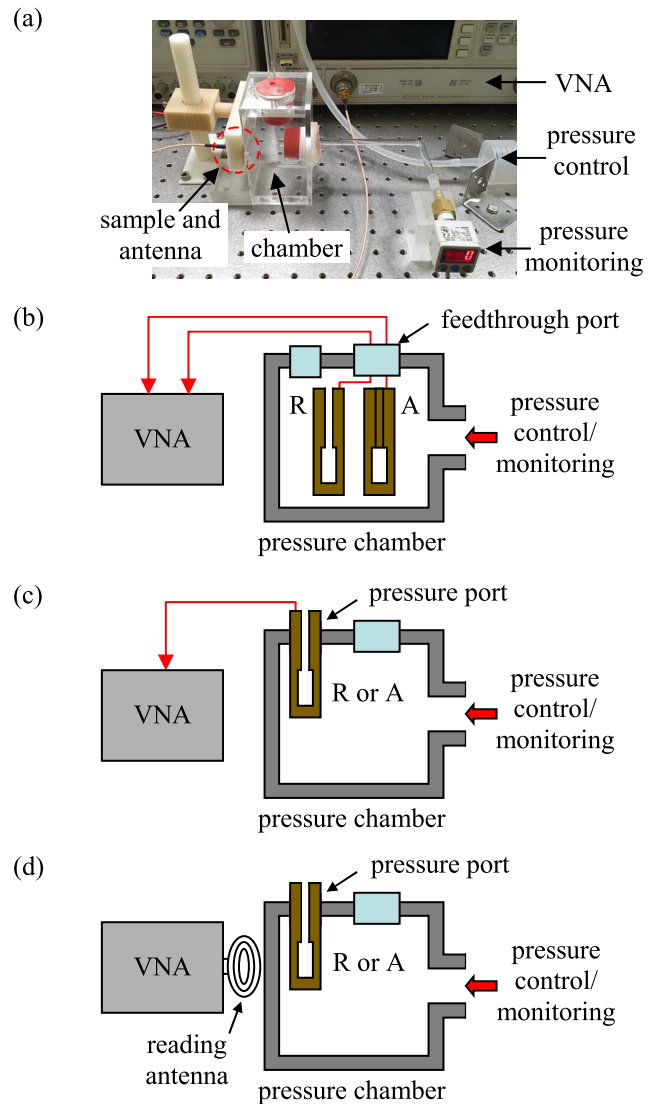 (a)
VNA
pressure
control
sample and
antenna
chamber
pressure
monitoring
0
(b)
feedthrough port
R
A
VNA
pressure
control/
monitoring
pressure chamber
(c)
pressure port
VNA
R or A
pressure
control/
monitoring
pressure chamber
(d)
pressure port
VNA
R or A
pressure
control/
monitoring
reading
antenna
pressure chamber